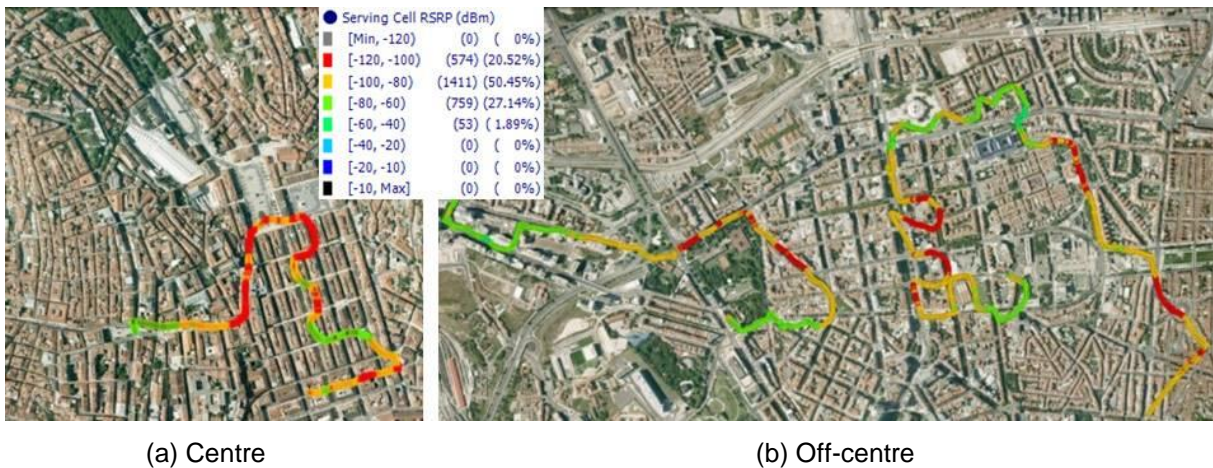 Serving Cell RSRP (dBm)
[Min, -120) (0) ( 0%)
[-120, -100) (574) (20.52%)
[-100, -80) (1411) (50.45%)
[-80, -60) (759) (27.14%)
[-60, -40) (53) ( 1.89%)
[-40, -20) (0) ( 0%)
[-20, -10) (0) ( 0%)
[-10, Max] (0) ( 0%)
(a) Centre
(b) Off-centre